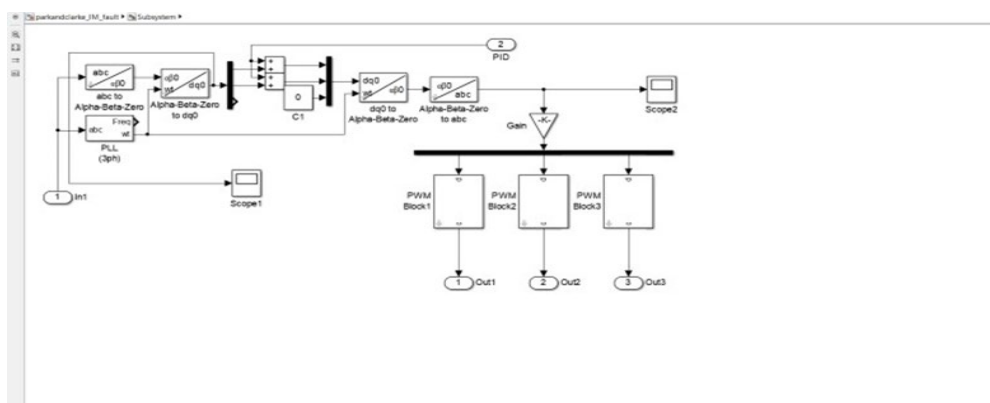 parkandclarke_IM_fault ▸ Subsystem ▸
2
PID
abc
αβ0
abc to
Alpha-Beta-Zero
αβ0
wt
dq0
Alpha-Beta-Zero
to dq0
+
+
+
+
0
C1
dq0
wt
αβ0
dq0 to
Alpha-Beta-Zero
αβ0
abc
Alpha-Beta-Zero
to abc
Scope2
abc
Freq
wt
PLL
(3ph)
Gain
-K-
1
In1
Scope1
PWM
Block1
PWM
Block2
PWM
Block3
1
Out1
2
Out2
3
Out3